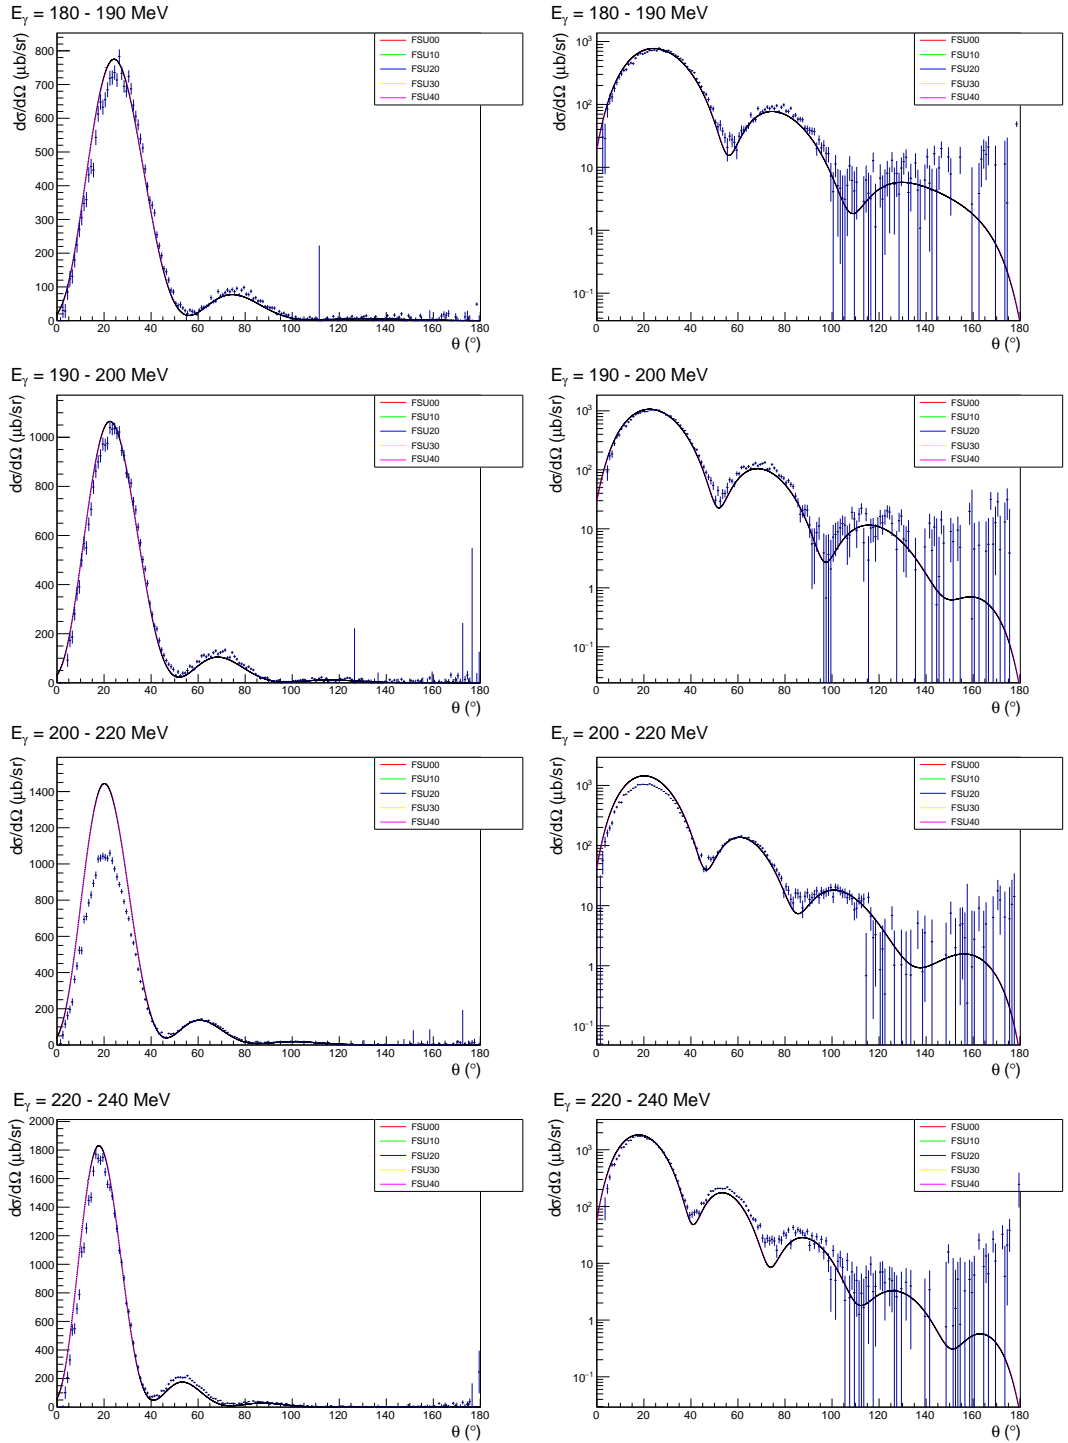 E_γ = 180 - 190 MeV
dσ/dΩ (μb/sr)
800
700
600
500
400
300
200
100
0
0 20 40 60 80 100 120 140 160 180
θ (°)
FSU00
FSU10
FSU20
FSU30
FSU40
E_γ = 180 - 190 MeV
dσ/dΩ (μb/sr)
10³
10²
10
1
10⁻¹
0 20 40 60 80 100 120 140 160 180
θ (°)
FSU00
FSU10
FSU20
FSU30
FSU40
E_γ = 190 - 200 MeV
dσ/dΩ (μb/sr)
1000
800
600
400
200
0
0 20 40 60 80 100 120 140 160 180
θ (°)
FSU00
FSU10
FSU20
FSU30
FSU40
E_γ = 190 - 200 MeV
dσ/dΩ (μb/sr)
10³
10²
10
1
10⁻¹
0 20 40 60 80 100 120 140 160 180
θ (°)
FSU00
FSU10
FSU20
FSU30
FSU40
E_γ = 200 - 220 MeV
dσ/dΩ (μb/sr)
1400
1200
1000
800
600
400
200
0
0 20 40 60 80 100 120 140 160 180
θ (°)
FSU00
FSU10
FSU20
FSU30
FSU40
E_γ = 200 - 220 MeV
dσ/dΩ (μb/sr)
10³
10²
10
1
10⁻¹
0 20 40 60 80 100 120 140 160 180
θ (°)
FSU00
FSU10
FSU20
FSU30
FSU40
E_γ = 220 - 240 MeV
dσ/dΩ (μb/sr)
2000
1800
1600
1400
1200
1000
800
600
400
200
0
0 20 40 60 80 100 120 140 160 180
θ (°)
FSU00
FSU10
FSU20
FSU30
FSU40
E_γ = 220 - 240 MeV
dσ/dΩ (μb/sr)
10³
10²
10
1
10⁻¹
0 20 40 60 80 100 120 140 160 180
θ (°)
FSU00
FSU10
FSU20
FSU30
FSU40